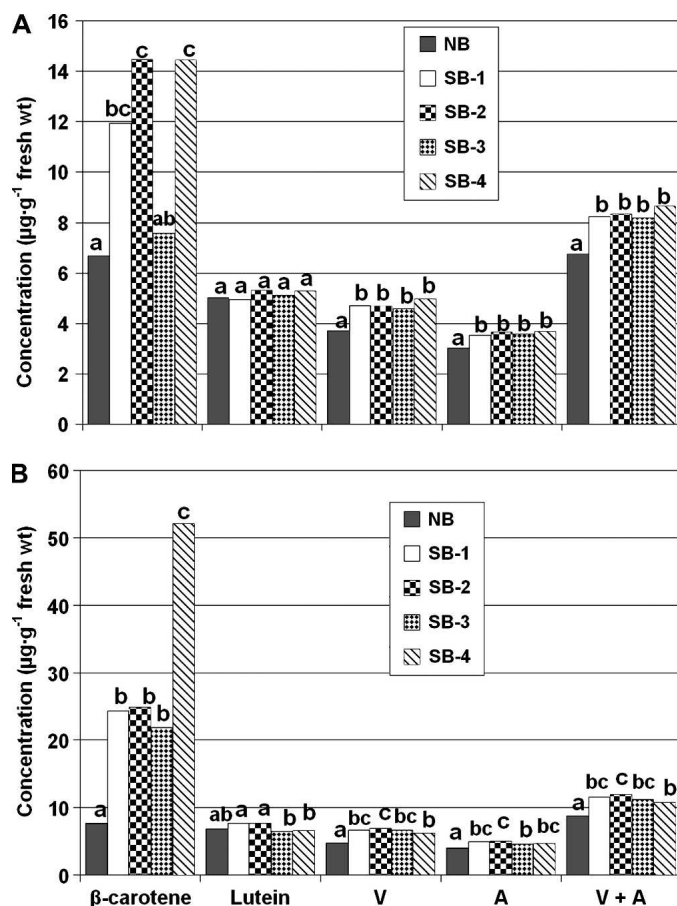 A
16
14
12
10
8
6
4
2
0
Concentration (µg·g⁻¹ fresh wt)
NB
SB-1
SB-2
SB-3
SB-4
a bc c ab c
a a a a a
a b b b b
a b b b b
a b b b b
B
60
50
40
30
20
10
0
Concentration (µg·g⁻¹ fresh wt)
NB
SB-1
SB-2
SB-3
SB-4
a b b b c
ab a a b b
a bc c bc b
a bc c b bc
a bc c bc b
β-carotene Lutein V A V + A